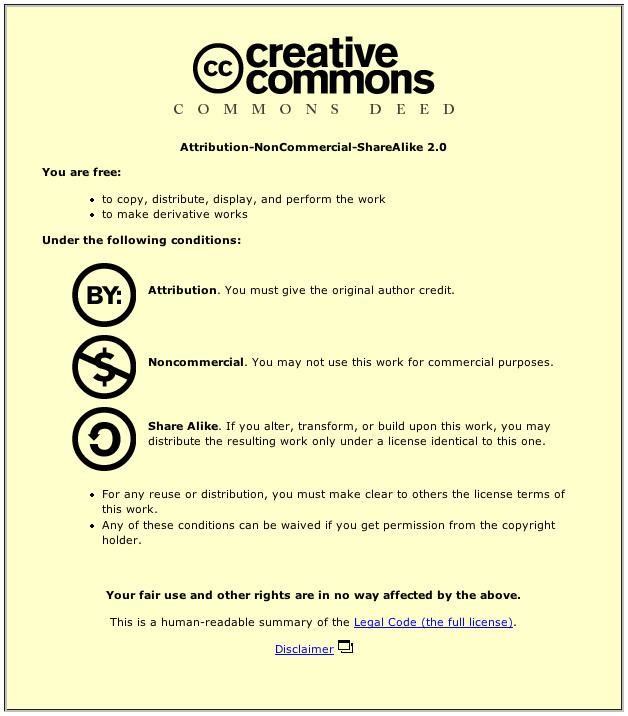 cc creative
commons
COMMONS DEED
Attribution-NonCommercial-ShareAlike 2.0
You are free:
• to copy, distribute, display, and perform the work
• to make derivative works
Under the following conditions:
BY:
Attribution. You must give the original author credit.
$
Noncommercial. You may not use this work for commercial purposes.
Share Alike. If you alter, transform, or build upon this work, you may
distribute the resulting work only under a license identical to this one.
• For any reuse or distribution, you must make clear to others the license terms of
this work.
• Any of these conditions can be waived if you get permission from the copyright
holder.
Your fair use and other rights are in no way affected by the above.
This is a human-readable summary of the Legal Code (the full license).
Disclaimer